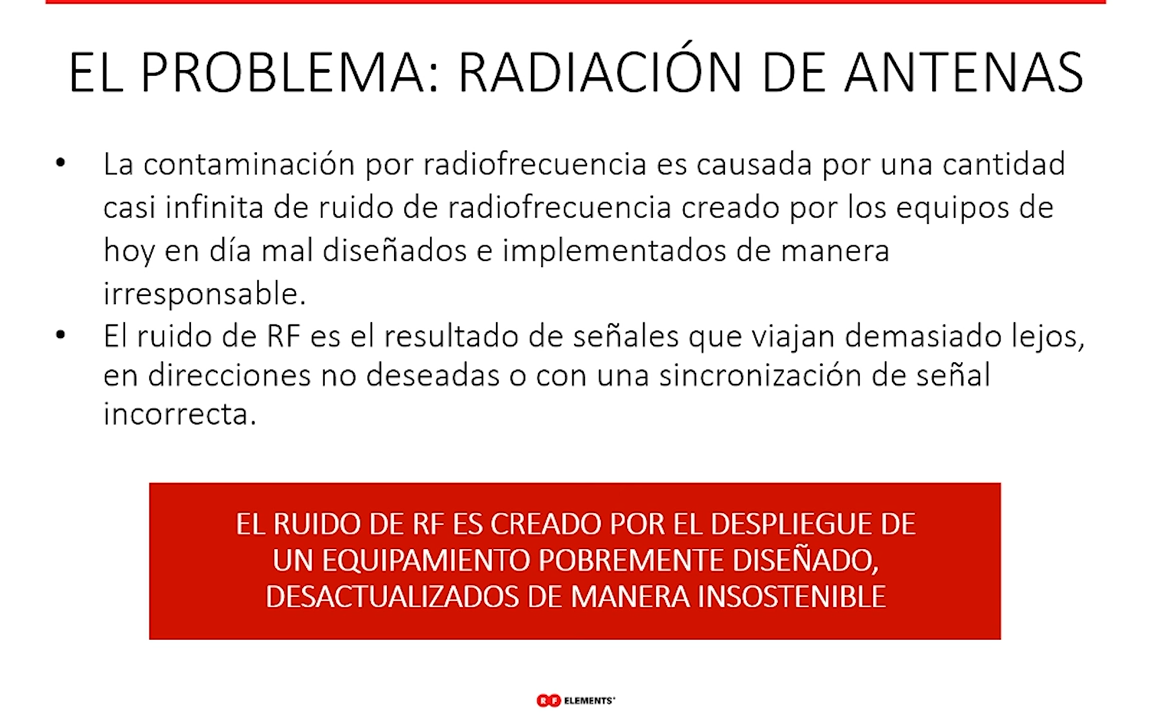 EL PROBLEMA: RADIACIÓN DE ANTENAS
• La contaminación por radiofrecuencia es causada por una cantidad
casi infinita de ruido de radiofrecuencia creado por los equipos de
hoy en día mal diseñados e implementados de manera
irresponsable.
• El ruido de RF es el resultado de señales que viajan demasiado lejos,
en direcciones no deseadas o con una sincronización de señal
incorrecta.
EL RUIDO DE RF ES CREADO POR EL DESPLIEGUE DE
UN EQUIPAMIENTO POBREMENTE DISEÑADO,
DESACTUALIZADOS DE MANERA INSOSTENIBLE
RF ELEMENTS